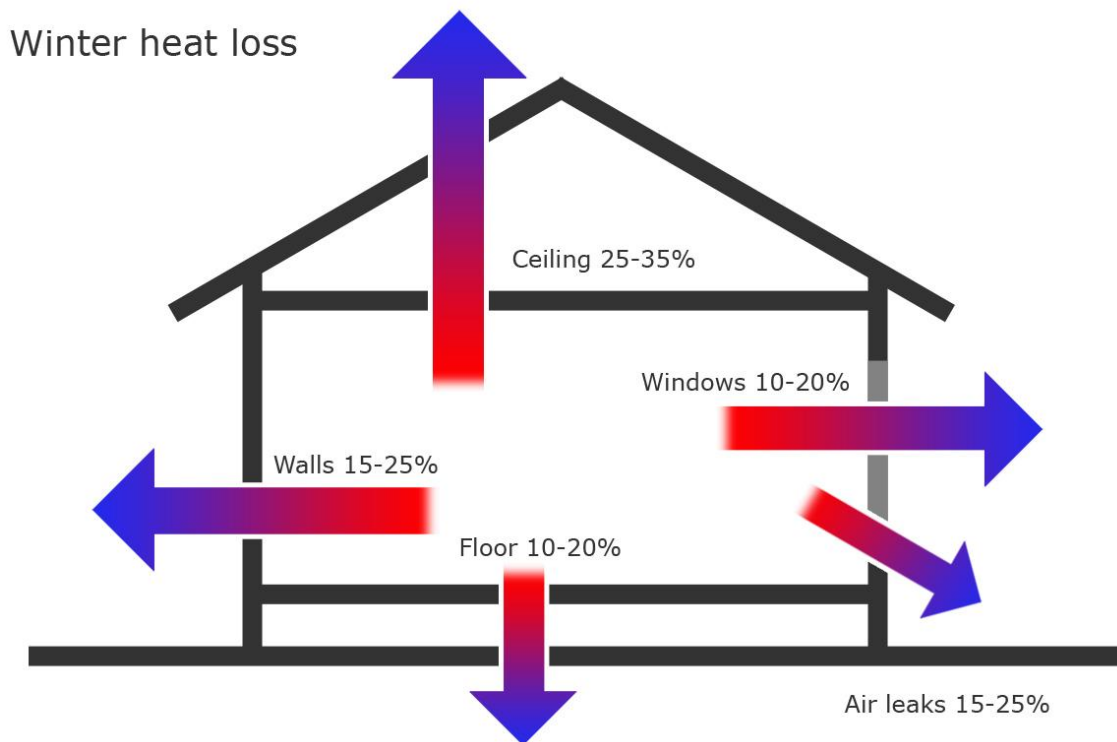 Winter heat loss
Ceiling 25-35%
Windows 10-20%
Walls 15-25%
Floor 10-20%
Air leaks 15-25%